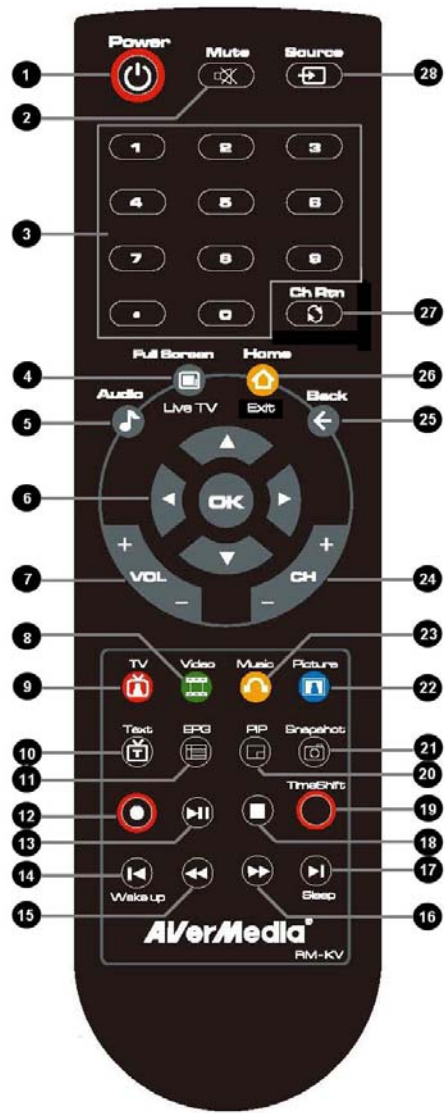 Power Mute Source
1 28
2
1 2 3
4 5 6
3
7 8 9
. 0 Ch Rtn
27
Full Screen Home
4 26
Audio Live TV Exit Back
5 25
6 OK
+ +
7 VOL CH 24
- -
8 23
TV Video Music Picture
9 22
Text EPG PIP Snapshot
10 T 21
11 20
TimeShift
12 19
13 18
14 17
Wake up Sleep
15 16
AVerMedia®
RM-KV